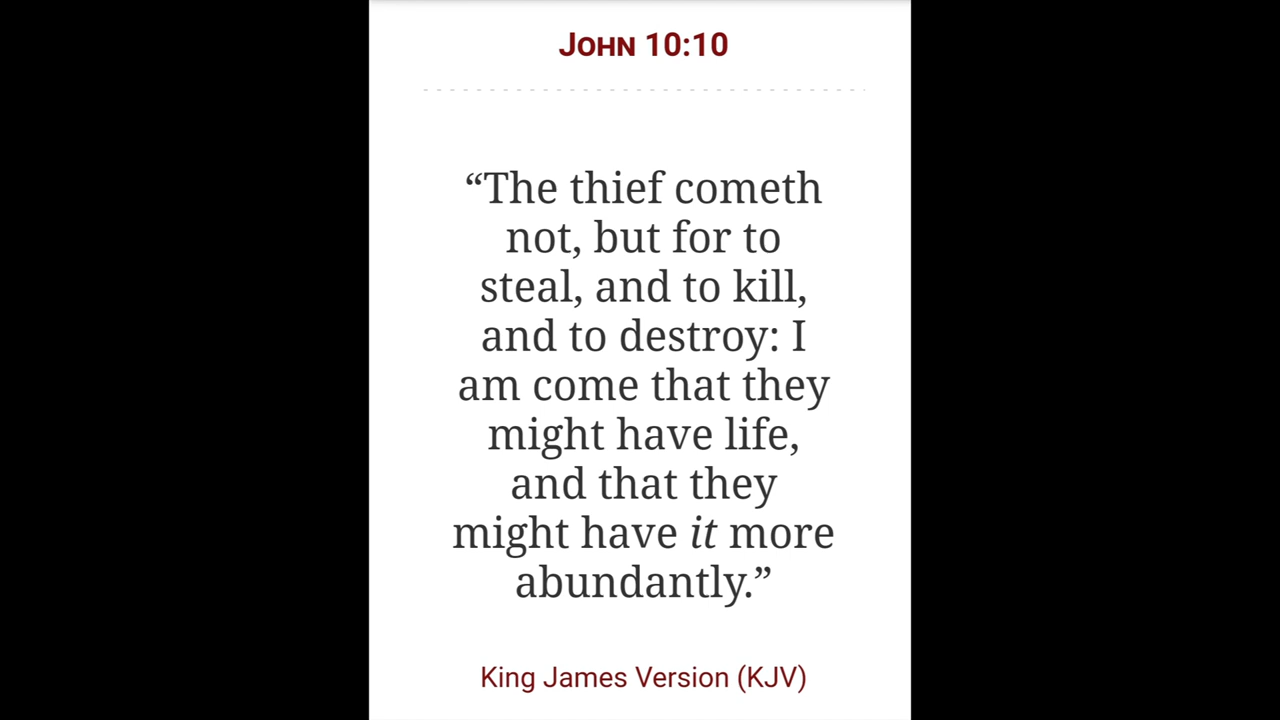 John 10:10
“The thief cometh
not, but for to
steal, and to kill,
and to destroy: I
am come that they
might have life,
and that they
might have it more
abundantly.”
King James Version (KJV)